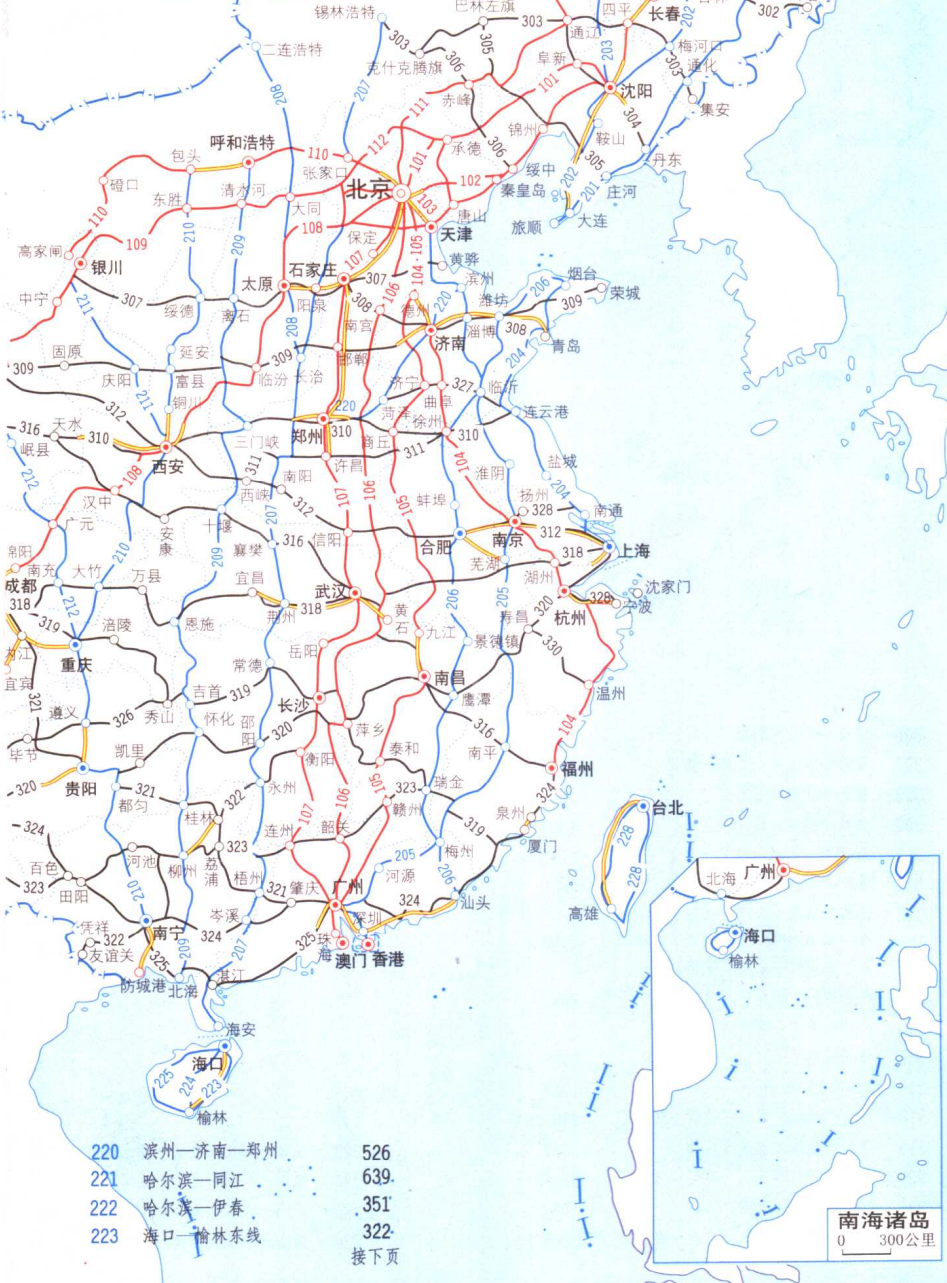 锡林浩特
巴林左旗
303
通辽
四平
长春
202
302
二连浩特
303
克什克腾旗
305
306
阜新
203
梅河口
303
通化
208
207
赤峰
111
101
沈阳
集安
304
锦州
鞍山
呼和浩特
112
承德
306
305
丹东
包头
110
张家口
101
绥中
202
磴口
北京
102
秦皇岛
201
庄河
东胜
清水河
大同
103
唐山
旅顺
大连
110
109
210
209
108
保定
天津
高家闸
银川
107
104·105
黄骅
太原
石家庄
307
滨州
烟台
中宁
211
307
绥德
离石
阳泉
308
106
德州
220
潍坊
206
309
荣城
208
南宫
济南
淄博
308
青岛
309
固原
延安
309
邯郸
204
庆阳
富县
临汾
长治
济宁
327
临沂
211
铜川
220
菏泽
曲阜
连云港
316
天水
312
310
三门峡
郑州
310
商丘
徐州
310
岷县
西安
311
许昌
311
104
212
108
汉中
西峡
南阳
107
106
105
淮阴
盐城
广元
十堰
312
蚌埠
扬州
328
204
南通
安康
210
209
207
316
信阳
合肥
南京
312
上海
绵阳
襄樊
芜湖
318
成都
南充
大竹
万县
宜昌
武汉
湖州
沈家门
318
212
318
荆州
206
205
杭州
328
宁波
319
涪陵
恩施
黄石
九江
寿昌
320
重庆
岳阳
景德镇
330
内江
常德
宜宾
南昌
鹰潭
温州
321
遵义
326
秀山
吉首
319
长沙
怀化
邵阳
320
萍乡
316
104
毕节
凯里
衡阳
泰和
南平
320
贵阳
105
福州
都匀
321
322
永州
323
瑞金
324
107
106
赣州
泉州
324
桂林
连州
韶关
319
台北
百色
河池
323
厦门
228
323
田阳
柳州
荔浦
梧州
205
梅州
321
肇庆
广州
河源
206
228
210
岑溪
324
汕头
高雄
凭祥
322
南宁
324
207
325
深圳
北海
广州
友谊关
325
209
珠海
澳门
香港
海口
防城港
北海
湛江
榆林
海安
海口
225
224
223
榆林
220 滨州—济南—郑州 526
221 哈尔滨—同江 639
222 哈尔滨—伊春 351
223 海口—榆林东线 322
接下页
南海诸岛
0 300公里